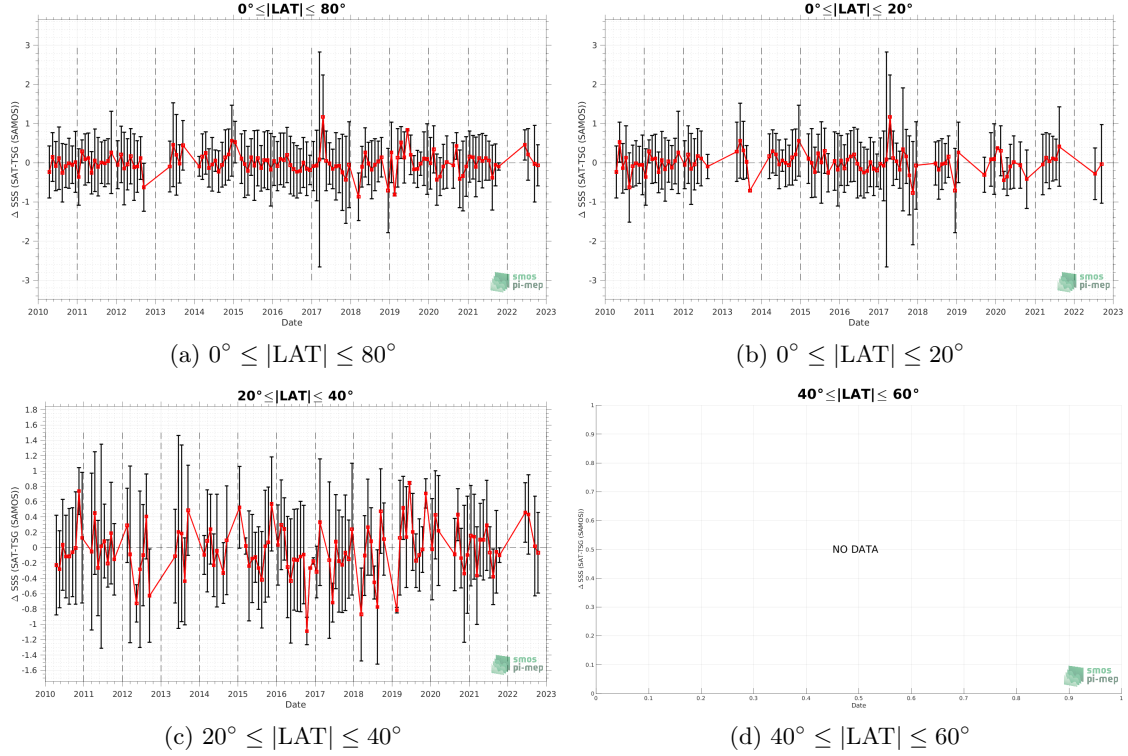 0°≤|LAT|≤ 80°
Δ SSS (SAT-TSG (SAMOS))
3
2
1
0
-1
-2
-3
2010 2011 2012 2013 2014 2015 2016 2017 2018 2019 2020 2021 2022 2023
Date
smos
pi-mep
(a) 0° ≤ |LAT| ≤ 80°
0°≤|LAT|≤ 20°
Δ SSS (SAT-TSG (SAMOS))
3
2
1
0
-1
-2
-3
2010 2011 2012 2013 2014 2015 2016 2017 2018 2019 2020 2021 2022 2023
Date
smos
pi-mep
(b) 0° ≤ |LAT| ≤ 20°
20°≤|LAT|≤ 40°
Δ SSS (SAT-TSG (SAMOS))
1.8
1.6
1.4
1.2
1
0.8
0.6
0.4
0.2
0
-0.2
-0.4
-0.6
-0.8
-1
-1.2
-1.4
-1.6
2010 2011 2012 2013 2014 2015 2016 2017 2018 2019 2020 2021 2022 2023
Date
smos
pi-mep
(c) 20° ≤ |LAT| ≤ 40°
40°≤|LAT|≤ 60°
Δ SSS (SAT-TSG (SAMOS))
1
0.9
0.8
0.7
0.6
0.5
0.4
0.3
0.2
0.1
0
NO DATA
0 0.1 0.2 0.3 0.4 0.5 0.6 0.7 0.8 0.9 1
Date
smos
pi-mep
(d) 40° ≤ |LAT| ≤ 60°